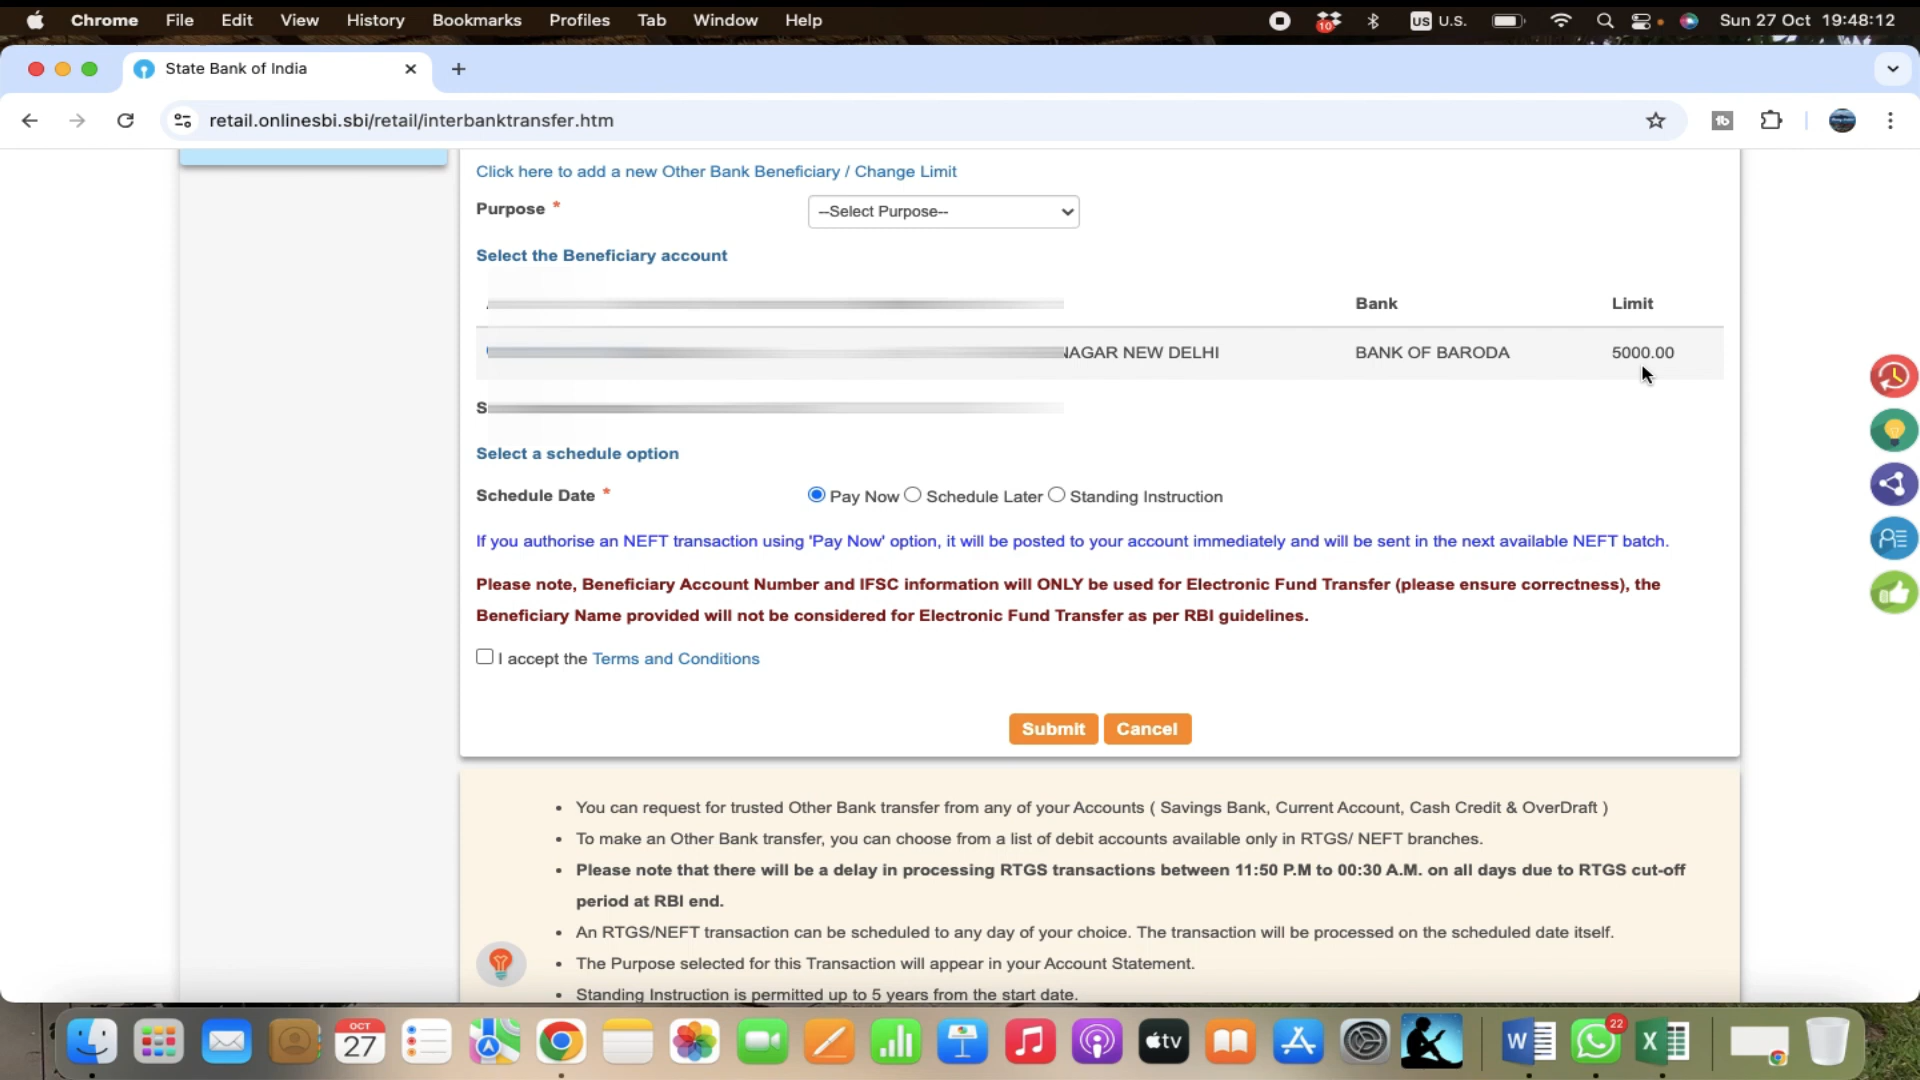 Chrome File Edit View History Bookmarks Profiles Tab Window Help 10 US U.S. Sun 27 Oct 19:48:12
State Bank of India
retail.onlinesbi.sbi/retail/interbanktransfer.htm
Click here to add a new Other Bank Beneficiary / Change Limit
Purpose *
--Select Purpose--
Select the Beneficiary account
Bank Limit
NAGAR NEW DELHI BANK OF BARODA 5000.00
S
Select a schedule option
Schedule Date * Pay Now Schedule Later Standing Instruction
If you authorise an NEFT transaction using 'Pay Now' option, it will be posted to your account immediately and will be sent in the next available NEFT batch.
Please note, Beneficiary Account Number and IFSC information will ONLY be used for Electronic Fund Transfer (please ensure correctness), the
Beneficiary Name provided will not be considered for Electronic Fund Transfer as per RBI guidelines.
I accept the Terms and Conditions
Submit Cancel
• You can request for trusted Other Bank transfer from any of your Accounts ( Savings Bank, Current Account, Cash Credit & OverDraft )
• To make an Other Bank transfer, you can choose from a list of debit accounts available only in RTGS/ NEFT branches.
• Please note that there will be a delay in processing RTGS transactions between 11:50 P.M to 00:30 A.M. on all days due to RTGS cut-off
period at RBI end.
• An RTGS/NEFT transaction can be scheduled to any day of your choice. The transaction will be processed on the scheduled date itself.
• The Purpose selected for this Transaction will appear in your Account Statement.
• Standing Instruction is permitted up to 5 years from the start date.
OCT
27
tv
W
22
X